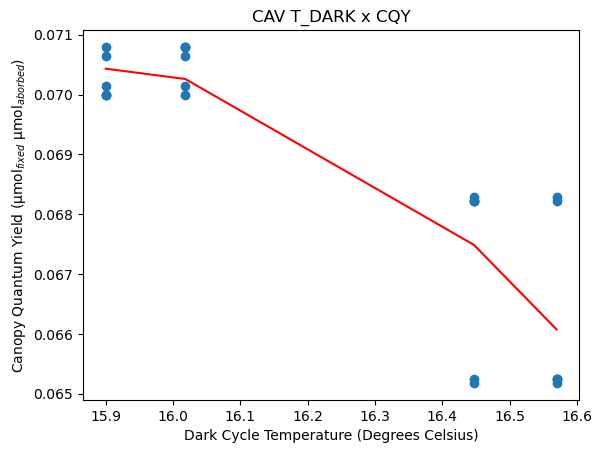 CAV T_DARK x CQY
0.071
0.070
0.069
0.068
0.067
0.066
0.065
Canopy Quantum Yield (μmol_fixed μmol_aborbed)
15.9 16.0 16.1 16.2 16.3 16.4 16.5 16.6
Dark Cycle Temperature (Degrees Celsius)